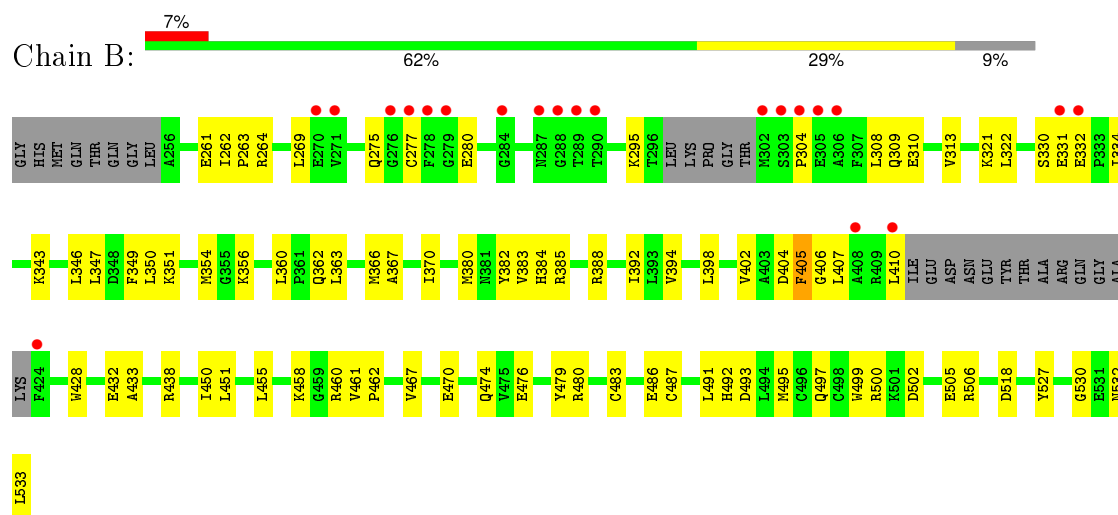 7%
Chain B:
62% 29% 9%
GLY HIS MET GLN LEU THR GLN GLY LEU A256 E261 I262 P263 R264 L269 E270 V271 Q275 G276 C277 F278 G279 E280 G284 N287 G288 T289 T290 K295 T296 LEU LYS PRO GLY THR M302 S303 P304 E305 A306 F307 L308 Q309 E310 V313 K321 L322 S330 E331 E332 P333
K343 L346 L347 D348 F349 L350 K351 M354 G355 K356 L360 P361 Q362 L363 M366 A367 I370 M380 N381 Y382 V383 H384 R385 R388 I392 L393 V394 L398 V402 A403 D404 F405 G406 L407 A408 R409 L410 ILE GLU ASP ASN GLU TYR THR ALA ARG GLN GLY ALA
LYS F424 W428 E432 A433 R438 I450 L451 L455 K458 G459 R460 V461 P462 V467 E470 Q474 V475 E476 Y479 R480 C483 E486 C487 L491 H492 D493 L494 M495 C496 Q497 C498 W499 R500 K501 D502 E505 R506 D518 Y527 G530 E531 N532
L533